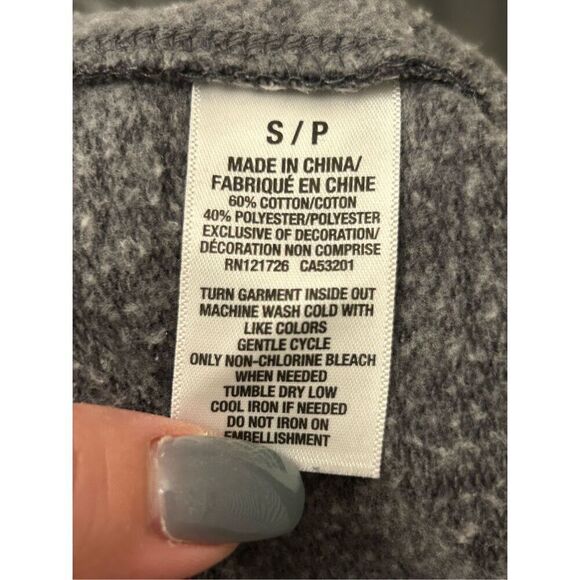 S / P
MADE IN CHINA/
FABRIQUÉ EN CHINE
60% COTTON/COTON
40% POLYESTER/POLYESTER
EXCLUSIVE OF DECORATION/
DÉCORATION NON COMPRISE
RN121726 CA53201
TURN GARMENT INSIDE OUT
MACHINE WASH COLD WITH
LIKE COLORS
GENTLE CYCLE
ONLY NON-CHLORINE BLEACH
WHEN NEEDED
TUMBLE DRY LOW
COOL IRON IF NEEDED
DO NOT IRON ON
EMBELLISHMENT